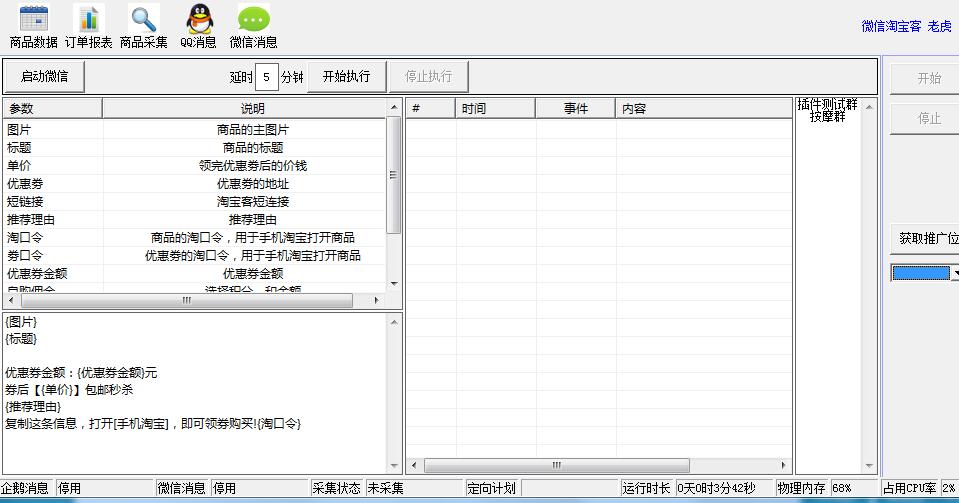 商品数据 订单报表 商品采集 QQ消息 微信消息
微信淘宝客 老虎
启动微信 延时 5 分钟 开始执行 停止执行
开始
停止
获取推广位
参数 说明
图片 商品的主图片
标题 商品的标题
单价 领完优惠劵后的价钱
优惠劵 优惠劵的地址
短链接 淘宝客短连接
推荐理由 推荐理由
淘口令 商品的淘口令，用于手机淘宝打开商品
券口令 优惠劵的淘口令，用于手机淘宝打开商品
优惠券金额 优惠券金额
# 时间 事件 内容
插件测试群
按摩群
{图片}
{标题}
优惠券金额：{优惠券金额}元
券后【{单价}】包邮秒杀
{推荐理由}
复制这条信息，打开[手机淘宝]，即可领券购买!{淘口令}
企鹅消息 停用 微信消息 停用 采集状态 未采集 定向计划 运行时长 0天0时3分42秒 物理内存 68% 占用CPU率 2%